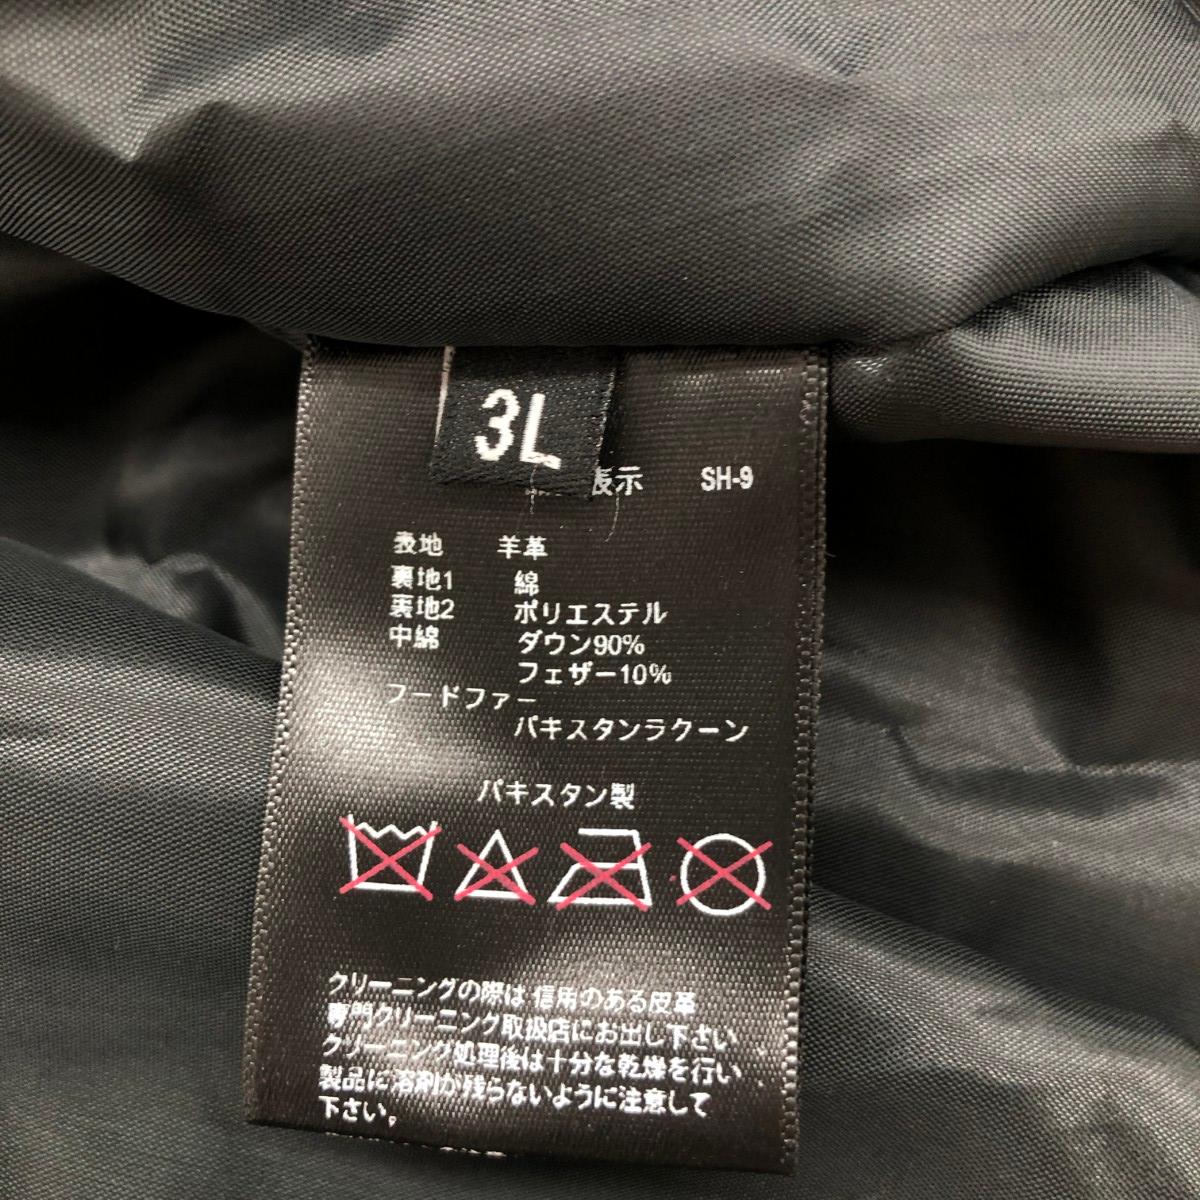 3L
表示 SH-9
表地 羊革
裏地1 綿
裏地2 ポリエステル
中綿 ダウン90%
フェザー10%
フードファー
パキスタンラクーン
パキスタン製
クリーニングの際は信用のある皮革
専門クリーニング取扱店にお出し下さい
クリーニング処理後は十分な乾燥を行い
製品に溶剤が残らないように注意して
下さい。